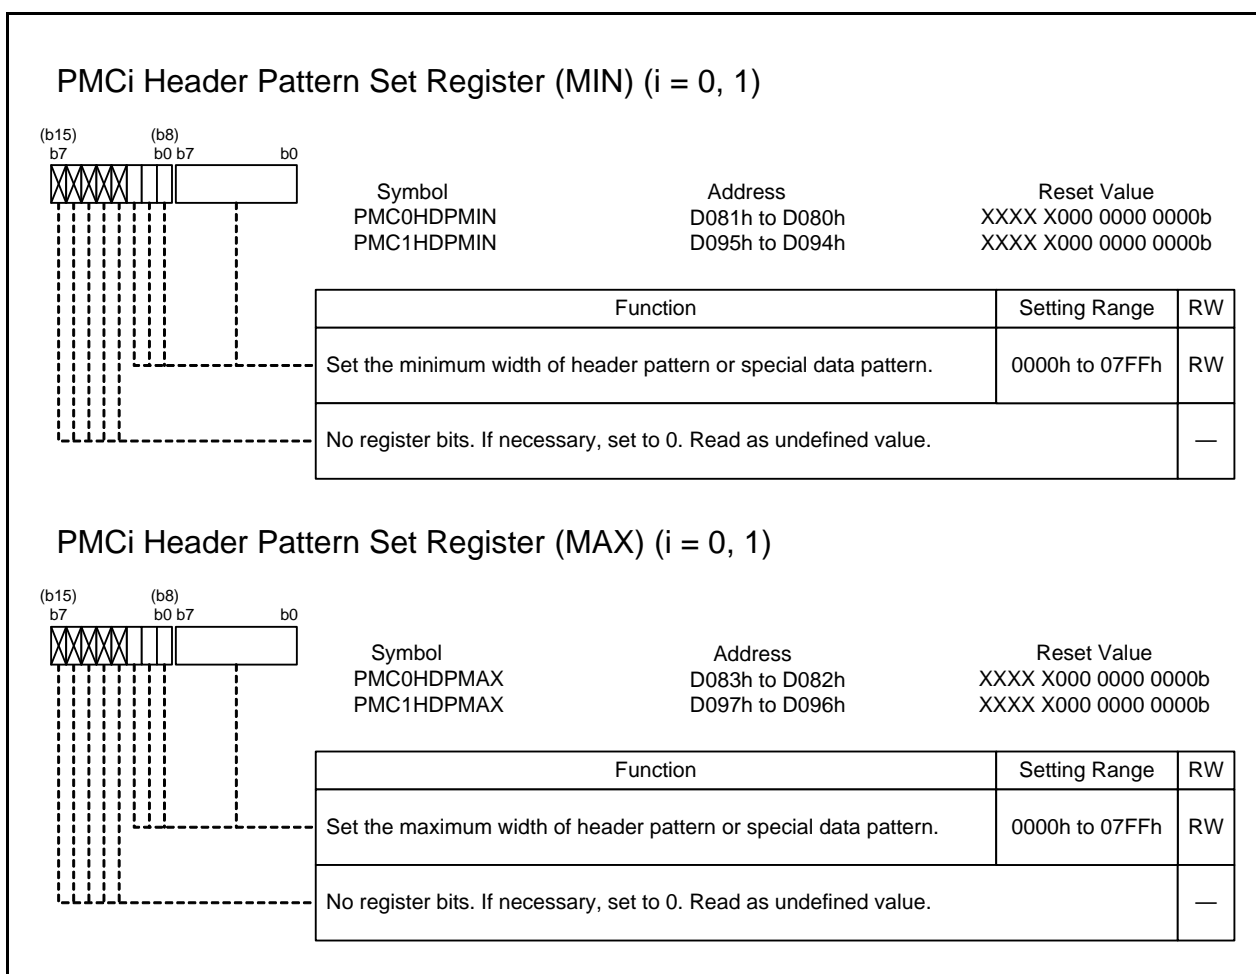 PMCi Header Pattern Set Register (MIN) (i = 0, 1)
(b15) (b8)
b7 b0 b7 b0
Symbol Address Reset Value
PMC0HDPMIN D081h to D080h XXXX X000 0000 0000b
PMC1HDPMIN D095h to D094h XXXX X000 0000 0000b
Function Setting Range RW
Set the minimum width of header pattern or special data pattern. 0000h to 07FFh RW
No register bits. If necessary, set to 0. Read as undefined value. —
PMCi Header Pattern Set Register (MAX) (i = 0, 1)
(b15) (b8)
b7 b0 b7 b0
Symbol Address Reset Value
PMC0HDPMAX D083h to D082h XXXX X000 0000 0000b
PMC1HDPMAX D097h to D096h XXXX X000 0000 0000b
Function Setting Range RW
Set the maximum width of header pattern or special data pattern. 0000h to 07FFh RW
No register bits. If necessary, set to 0. Read as undefined value. —